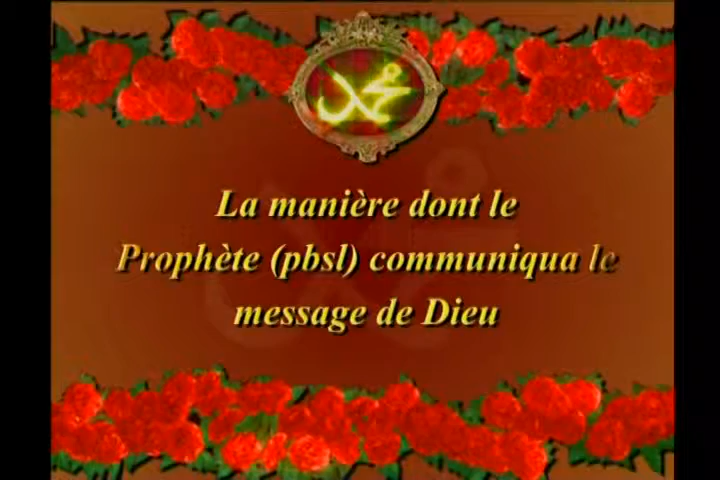 محمد
La manière dont le
Prophète (pbsl) communiqua le
message de Dieu